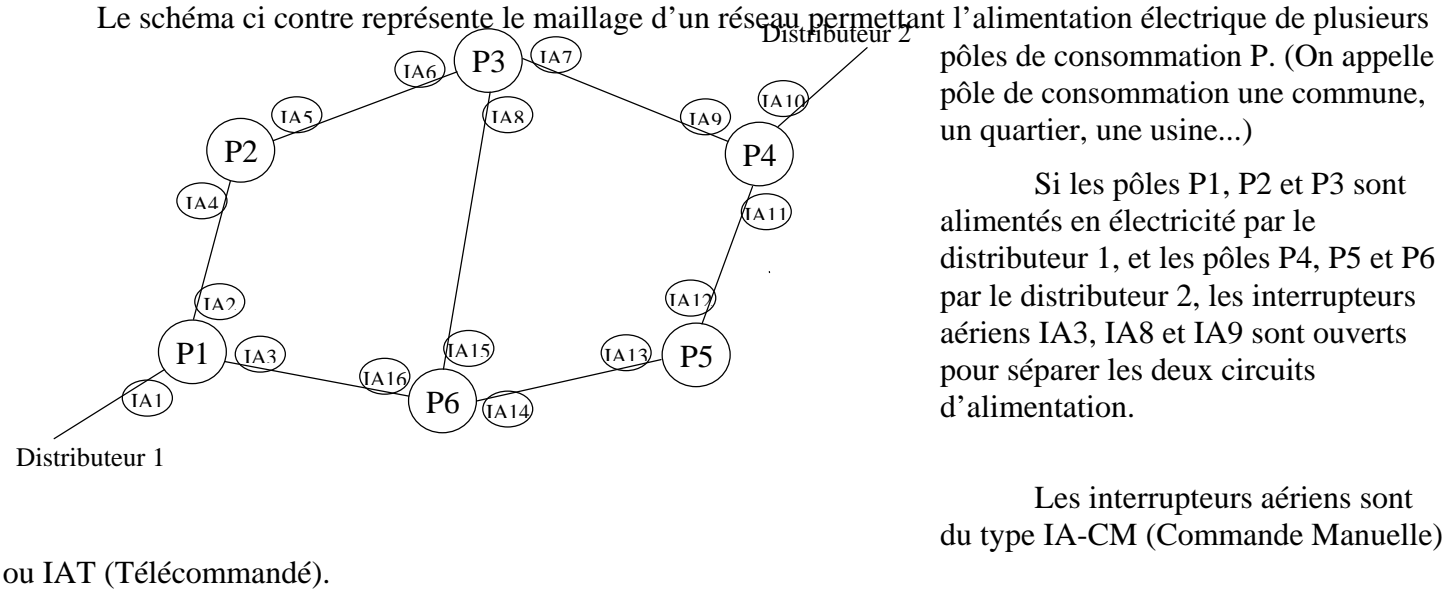 Le schéma ci contre représente le maillage d'un réseau permettant l'alimentation électrique de plusieurs
pôles de consommation P. (On appelle
pôle de consommation une commune,
un quartier, une usine...)
Si les pôles P1, P2 et P3 sont
alimentés en électricité par le
distributeur 1, et les pôles P4, P5 et P6
par le distributeur 2, les interrupteurs
aériens IA3, IA8 et IA9 sont ouverts
pour séparer les deux circuits
d'alimentation.
Les interrupteurs aériens sont
du type IA-CM (Commande Manuelle)
ou IAT (Télécommandé).
Distributeur 2
P3
IA7
IA6
IA10
IA5
IA8
IA9
P2
P4
IA4
IA11
IA2
IA12
P1
IA3
IA15
IA13
P5
IA16
IA1
P6
IA14
Distributeur 1